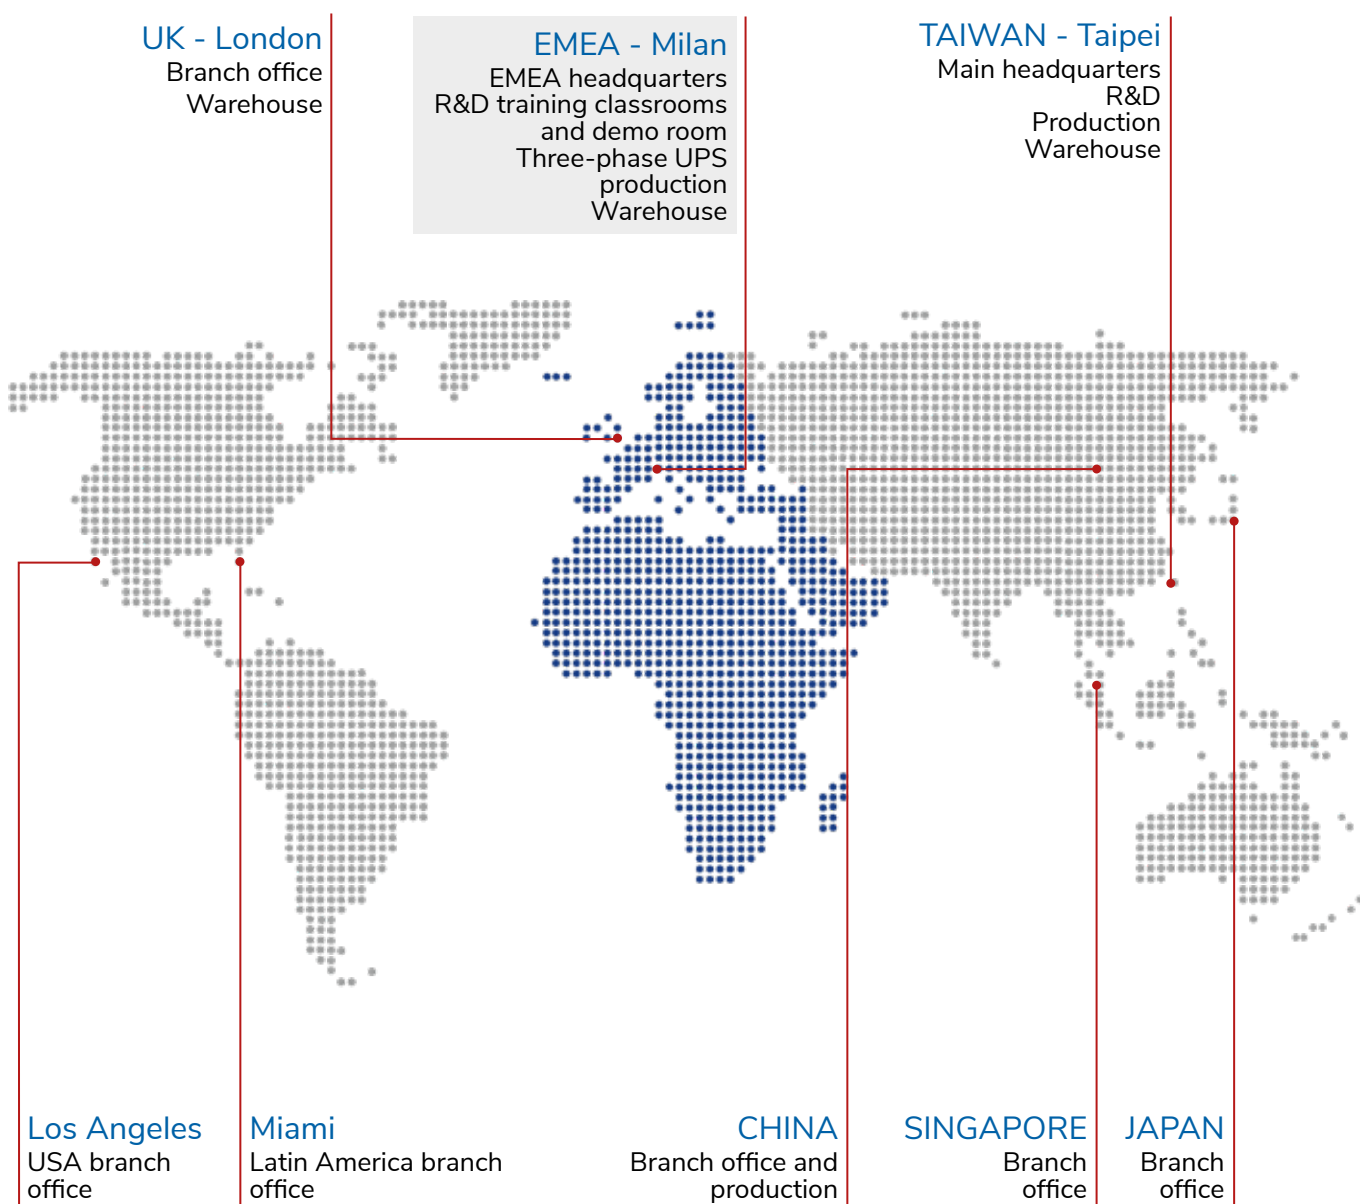 UK - London
Branch office
Warehouse
EMEA - Milan
EMEA headquarters
R&D training classrooms
and demo room
Three-phase UPS
production
Warehouse
TAIWAN - Taipei
Main headquarters
R&D
Production
Warehouse
Los Angeles
USA branch
office
Miami
Latin America branch
office
CHINA
Branch office and
production
SINGAPORE
Branch
office
JAPAN
Branch
office